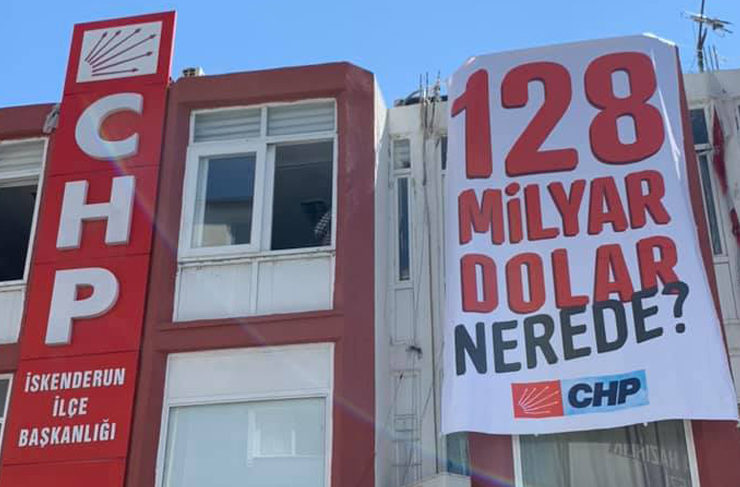 CHP
İSKENDERUN
İLÇE
BAŞKANLIĞI
128
MİLYAR
DOLAR
NEREDE?
CHP